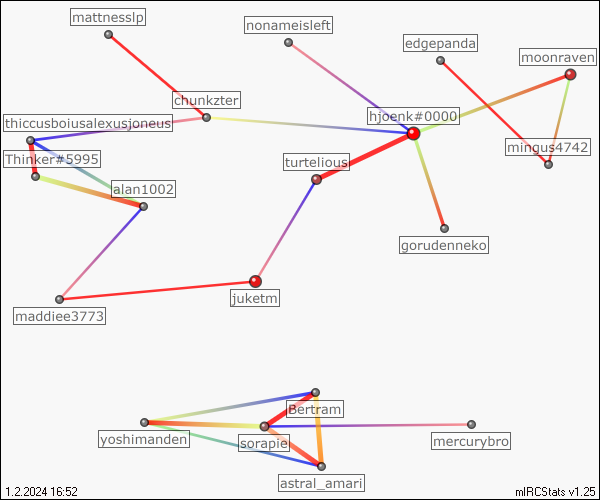 mattnesslp
nonameisleft
edgepanda
moonraven
chunkzter
hjoenk#0000
thiccusboiusalexusjoneus
mingus4742
Thinker#5995
turtelious
alan1002
gorudenneko
juketm
maddiee3773
Bertram
yoshimanden
sorapie
mercurybro
astral_amari
1.2.2024 16:52
mIRCStats v1.25